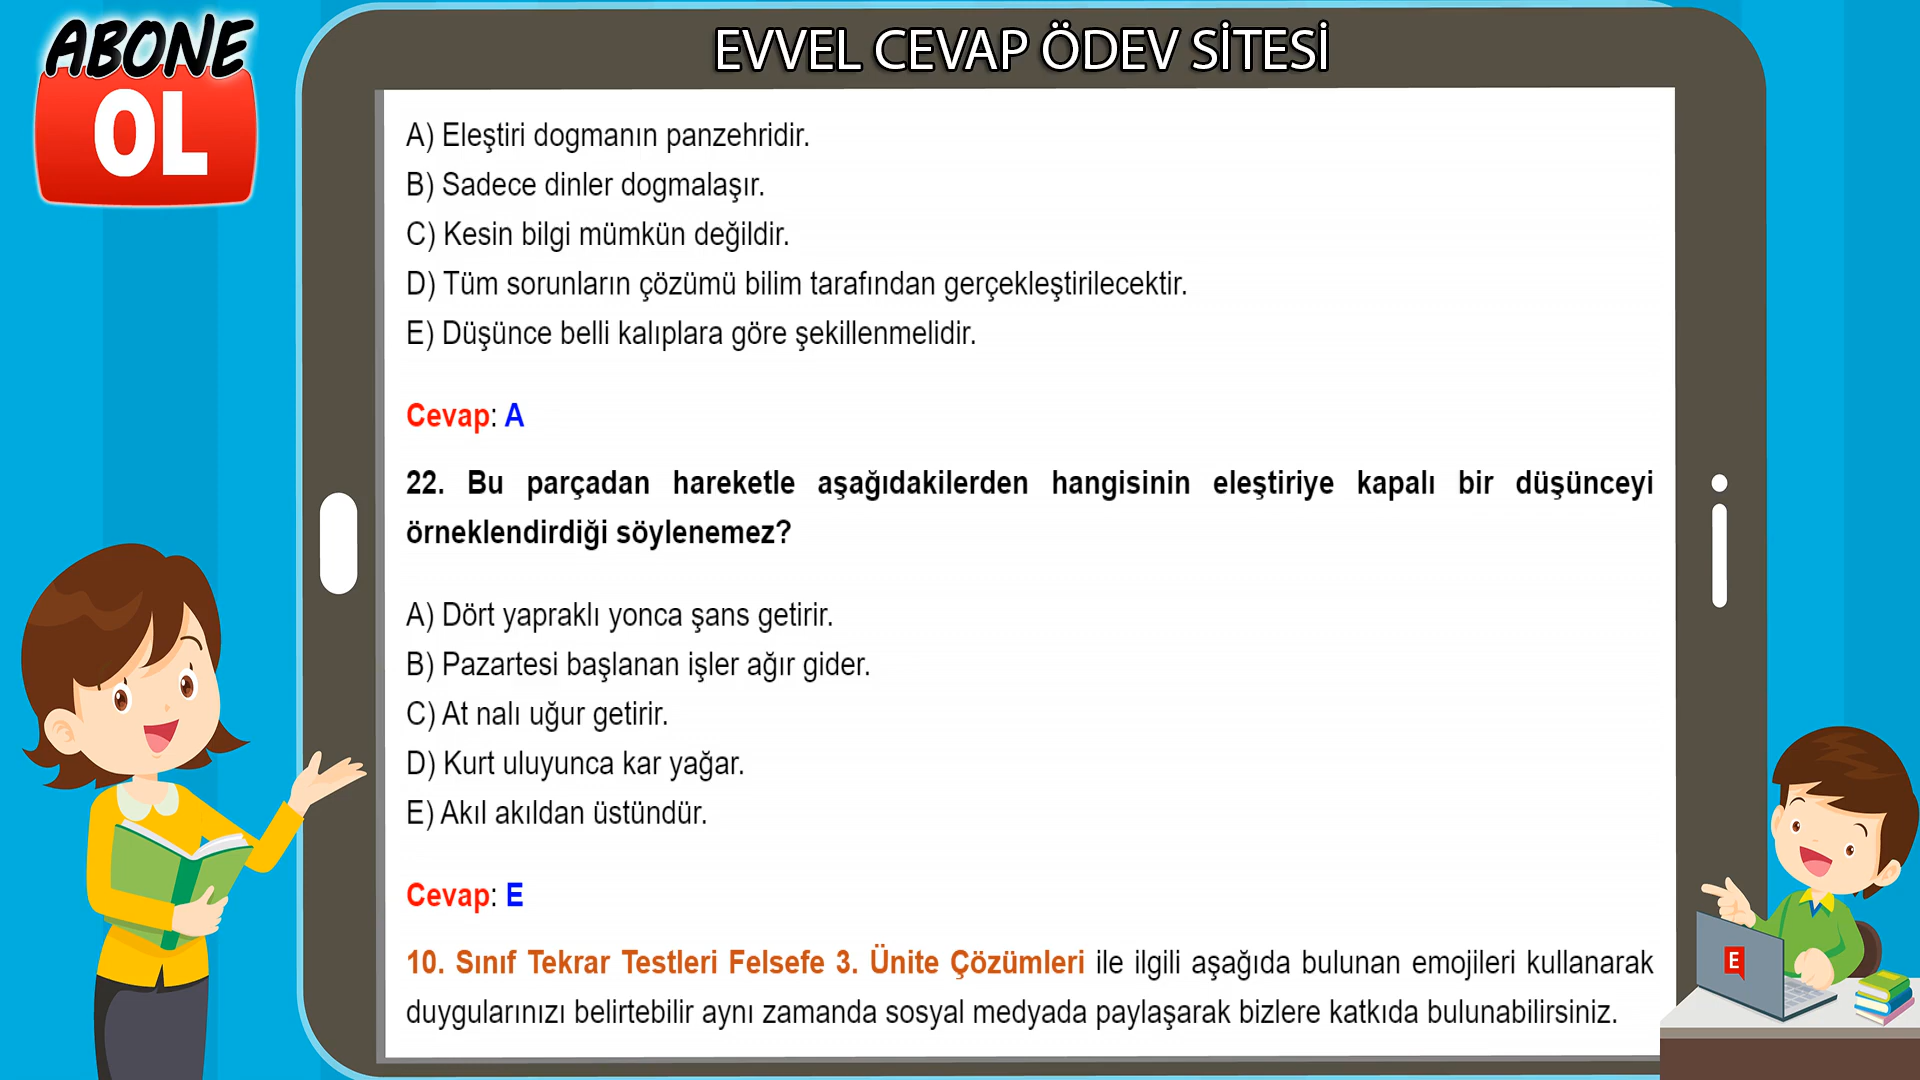 ABONE
OL
EVVEL CEVAP ÖDEV SİTESİ
A) Eleştiri dogmanın panzehridir.
B) Sadece dinler dogmalaşır.
C) Kesin bilgi mümkün değildir.
D) Tüm sorunların çözümü bilim tarafından gerçekleştirilecektir.
E) Düşünce belli kalıplara göre şekillenmelidir.
Cevap: A
22. Bu parçadan hareketle aşağıdakilerden hangisinin eleştiriye kapalı bir düşünceyi
örneklendirdiği söylenemez?
A) Dört yapraklı yonca şans getirir.
B) Pazartesi başlanan işler ağır gider.
C) At nalı uğur getirir.
D) Kurt uluyunca kar yağar.
E) Akıl akıldan üstündür.
Cevap: E
10. Sınıf Tekrar Testleri Felsefe 3. Ünite Çözümleri ile ilgili aşağıda bulunan emojileri kullanarak
duygularınızı belirtebilir aynı zamanda sosyal medyada paylaşarak bizlere katkıda bulunabilirsiniz.
E